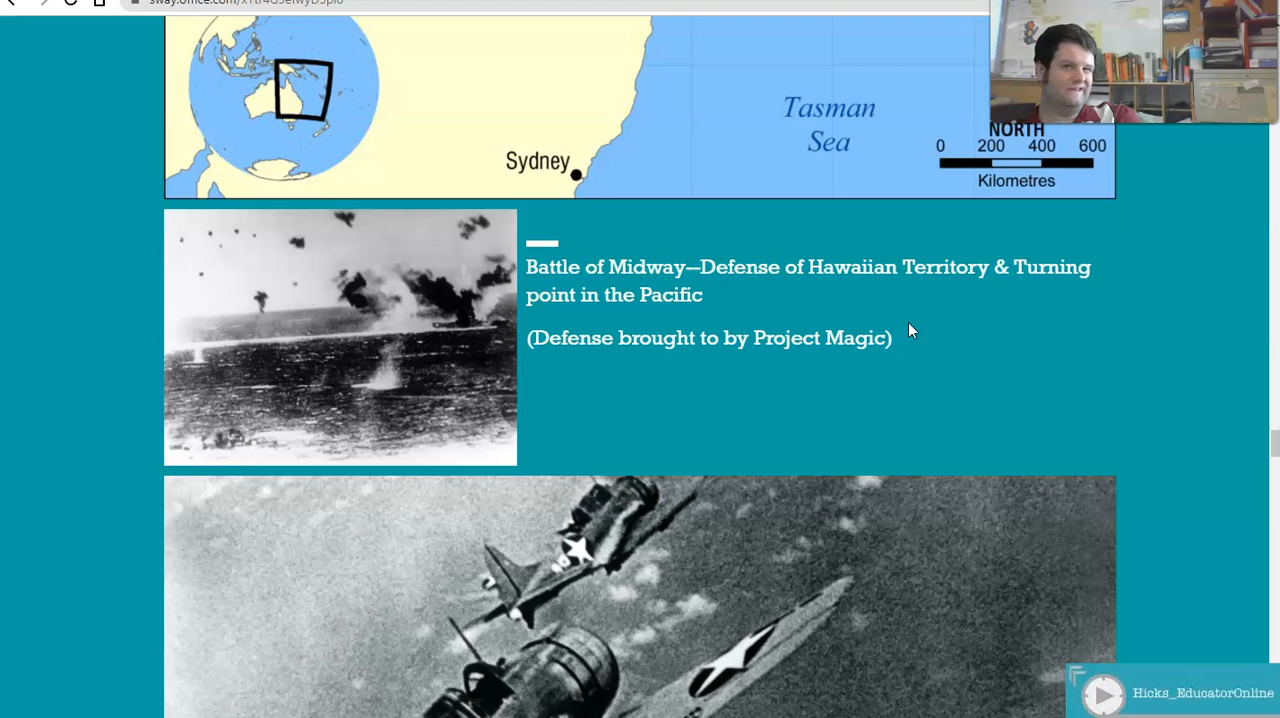 Tasman
Sea
NORTH
0 200 400 600
Kilometres
Sydney
Battle of Midway—Defense of Hawaiian Territory & Turning
point in the Pacific
(Defense brought to by Project Magic)
Hicks_EducatorOnline